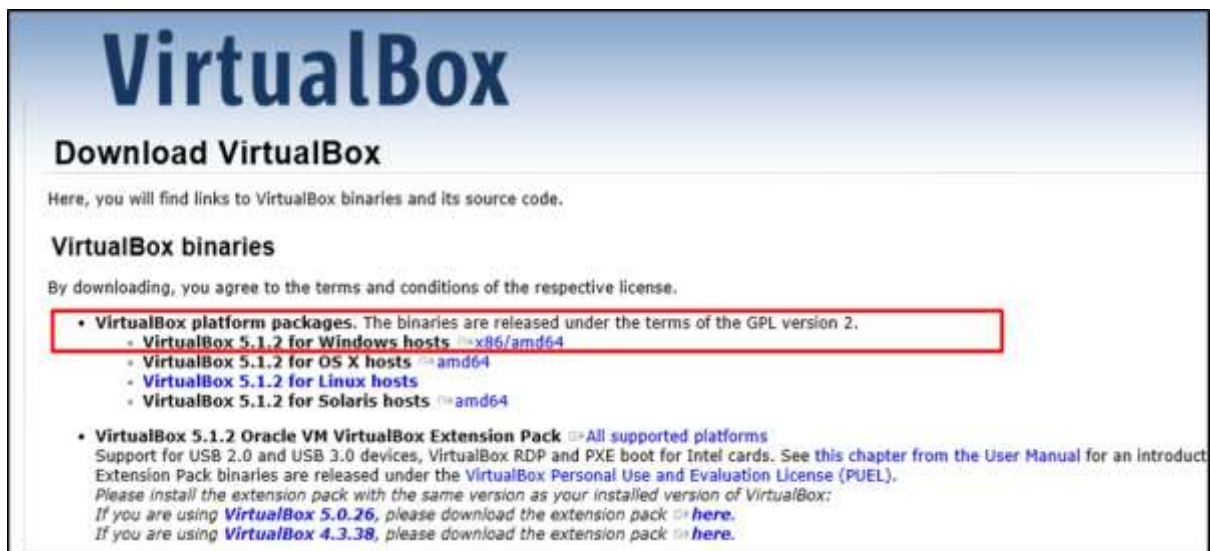 VirtualBox
Download VirtualBox
Here, you will find links to VirtualBox binaries and its source code.
VirtualBox binaries
By downloading, you agree to the terms and conditions of the respective license.
• VirtualBox platform packages. The binaries are released under the terms of the GPL version 2.
◦ VirtualBox 5.1.2 for Windows hosts x86/amd64
◦ VirtualBox 5.1.2 for OS X hosts amd64
◦ VirtualBox 5.1.2 for Linux hosts
◦ VirtualBox 5.1.2 for Solaris hosts amd64
• VirtualBox 5.1.2 Oracle VM VirtualBox Extension Pack All supported platforms
Support for USB 2.0 and USB 3.0 devices, VirtualBox RDP and PXE boot for Intel cards. See this chapter from the User Manual for an introduct
Extension Pack binaries are released under the VirtualBox Personal Use and Evaluation License (PUEL).
Please install the extension pack with the same version as your installed version of VirtualBox:
If you are using VirtualBox 5.0.26, please download the extension pack here.
If you are using VirtualBox 4.3.38, please download the extension pack here.